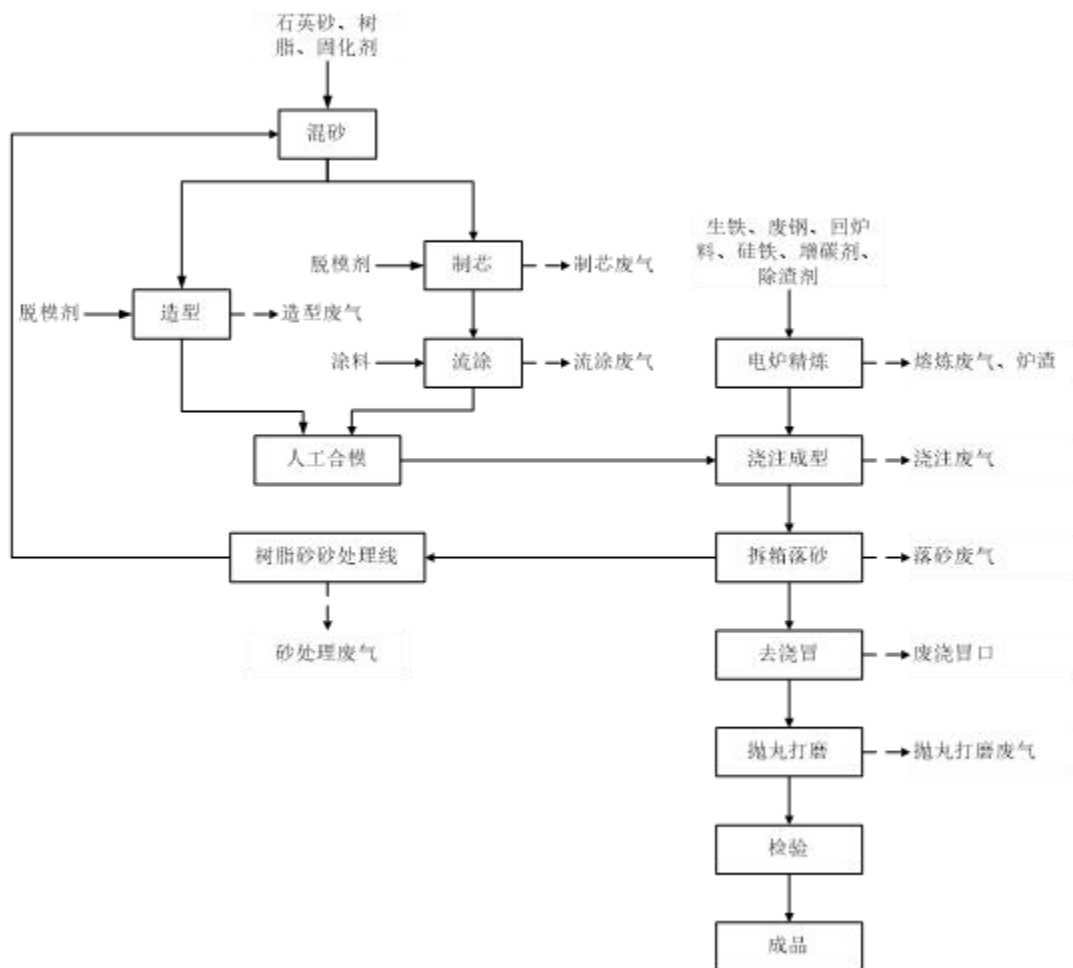 石英砂、树
脂、固化剂
混砂
生铁、废钢、回炉
料、硅铁、增碳剂、
除渣剂
脱模剂
制芯
制芯废气
脱模剂
造型
造型废气
涂料
流涂
流涂废气
电炉精炼
熔炼废气、炉渣
人工合模
浇注成型
浇注废气
树脂砂砂处理线
拆箱落砂
落砂废气
砂处理废气
去浇冒
废浇冒口
抛丸打磨
抛丸打磨废气
检验
成品